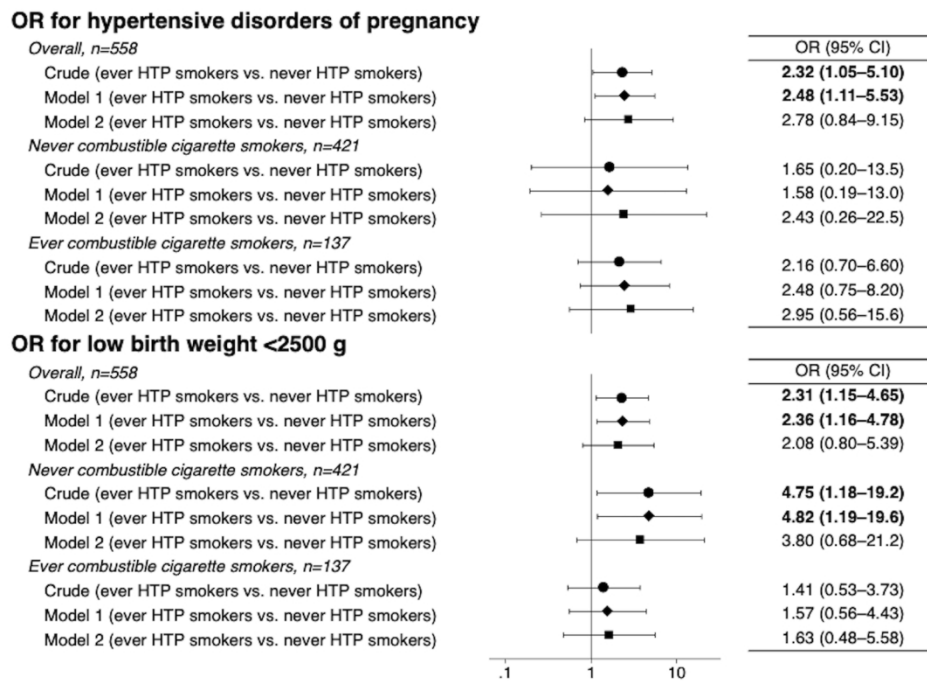 OR for hypertensive disorders of pregnancy
Overall, n=558 OR (95% CI)
Crude (ever HTP smokers vs. never HTP smokers) 2.32 (1.05–5.10)
Model 1 (ever HTP smokers vs. never HTP smokers) 2.48 (1.11–5.53)
Model 2 (ever HTP smokers vs. never HTP smokers) 2.78 (0.84–9.15)
Never combustible cigarette smokers, n=421
Crude (ever HTP smokers vs. never HTP smokers) 1.65 (0.20–13.5)
Model 1 (ever HTP smokers vs. never HTP smokers) 1.58 (0.19–13.0)
Model 2 (ever HTP smokers vs. never HTP smokers) 2.43 (0.26–22.5)
Ever combustible cigarette smokers, n=137
Crude (ever HTP smokers vs. never HTP smokers) 2.16 (0.70–6.60)
Model 1 (ever HTP smokers vs. never HTP smokers) 2.48 (0.75–8.20)
Model 2 (ever HTP smokers vs. never HTP smokers) 2.95 (0.56–15.6)
OR for low birth weight <2500 g
Overall, n=558 OR (95% CI)
Crude (ever HTP smokers vs. never HTP smokers) 2.31 (1.15–4.65)
Model 1 (ever HTP smokers vs. never HTP smokers) 2.36 (1.16–4.78)
Model 2 (ever HTP smokers vs. never HTP smokers) 2.08 (0.80–5.39)
Never combustible cigarette smokers, n=421
Crude (ever HTP smokers vs. never HTP smokers) 4.75 (1.18–19.2)
Model 1 (ever HTP smokers vs. never HTP smokers) 4.82 (1.19–19.6)
Model 2 (ever HTP smokers vs. never HTP smokers) 3.80 (0.68–21.2)
Ever combustible cigarette smokers, n=137
Crude (ever HTP smokers vs. never HTP smokers) 1.41 (0.53–3.73)
Model 1 (ever HTP smokers vs. never HTP smokers) 1.57 (0.56–4.43)
Model 2 (ever HTP smokers vs. never HTP smokers) 1.63 (0.48–5.58)
.1 1 10